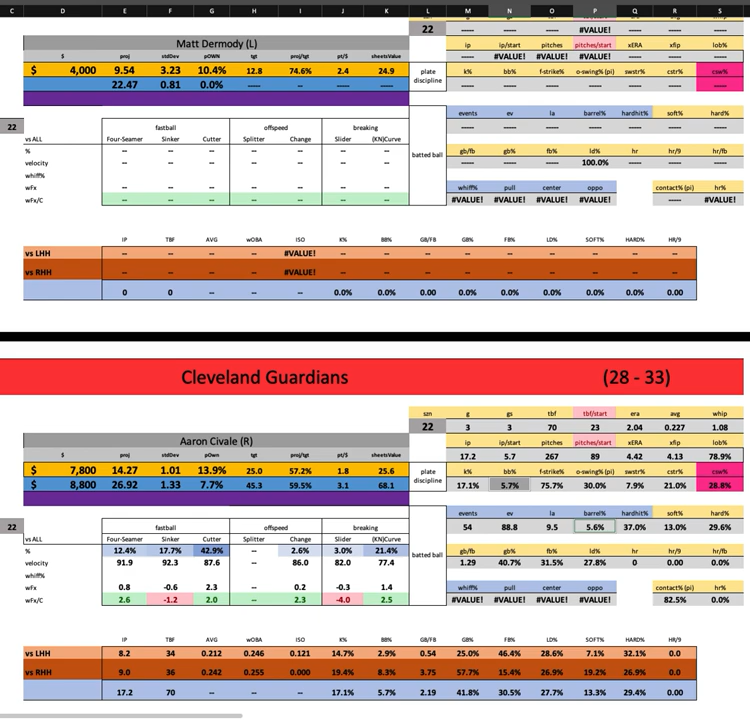 C D E F G H I J K L M N O P Q R S
22 ----- ----- ----- #VALUE! ----- ----- -----
Matt Dermody (L) ip ip/start pitches pitches/start xERA xfip lob%
----- #VALUE! #VALUE! #VALUE! ----- ----- -----
$ proj stdDev pOWN tgt proj/tgt pt/$ sheetsValue
$ 4,000 9.54 3.23 10.4% 12.8 74.6% 2.4 24.9 plate discipline k% bb% f-strike% o-swing% (pi) swstr% cstr% csw%
22.47 0.81 0.0% ----- ----- -- ----- ----- ----- ----- ----- ----- ----- -----
events ev la barrel% hardhit% soft% hard%
22 fastball offspeed breaking ----- ----- ----- ----- ----- ----- -----
vs ALL Four-Seamer Sinker Cutter Splitter Change Slider (KN)Curve
% -- -- -- -- -- -- -- batted ball gb/fb gb% fb% ld% hr hr/9 hr/fb
velocity -- -- -- -- -- -- -- ----- ----- ----- 100.0% ----- ----- -----
whiff%
wFx -- -- -- -- -- -- -- whiff% pull center oppo contact% (pi) hr%
wFx/C -- -- -- -- -- -- -- #VALUE! #VALUE! #VALUE! #VALUE! ----- #VALUE!
IP TBF AVG wOBA ISO K% BB% GB/FB GB% FB% LD% SOFT% HARD% HR/9
vs LHH -- -- -- -- #VALUE! -- -- -- -- -- -- -- -- --
vs RHH -- -- -- -- #VALUE! -- -- -- -- -- -- -- -- --
0 0 -- -- -- 0.0% 0.0% 0.00 0.0% 0.0% 0.0% 0.0% 0.0% 0.00
Cleveland Guardians (28 - 33)
szn g gs tbf tbf/start era avg whip
22 3 3 70 23 2.04 0.227 1.08
Aaron Civale (R) ip ip/start pitches pitches/start xERA xfip lob%
$ proj stdDev pOwn tgt proj/tgt pt/$ sheetsValue 17.2 5.7 267 89 4.42 4.13 78.9%
$ 7,800 14.27 1.01 13.9% 25.0 57.2% 1.8 25.6 plate discipline k% bb% f-strike% o-swing% (pi) swstr% cstr% csw%
$ 8,800 26.92 1.33 7.7% 45.3 59.5% 3.1 68.1 17.1% 5.7% 75.7% 30.0% 7.9% 21.0% 28.8%
events ev la barrel% hardhit% soft% hard%
22 fastball offspeed breaking 54 88.8 9.5 5.6% 37.0% 13.0% 29.6%
vs ALL Four-Seamer Sinker Cutter Splitter Change Slider (KN)Curve
% 12.4% 17.7% 42.9% -- 2.6% 3.0% 21.4% batted ball gb/fb gb% fb% ld% hr hr/9 hr/fb
velocity 91.9 92.3 87.6 86.0 82.0 77.4 1.29 40.7% 31.5% 27.8% 0 0.00 0.0%
whiff%
wFx 0.8 -0.6 2.3 -- 0.2 -0.3 1.4 whiff% pull center oppo contact% (pi) hr%
wFx/C 2.6 -1.2 2.0 -- 2.3 -4.0 2.5 #VALUE! #VALUE! #VALUE! #VALUE! 82.5% 0.0%
IP TBF AVG wOBA ISO K% BB% GB/FB GB% FB% LD% SOFT% HARD% HR/9
vs LHH 8.2 34 0.212 0.246 0.121 14.7% 2.9% 0.54 25.0% 46.4% 28.6% 7.1% 32.1% 0.0
vs RHH 9.0 36 0.242 0.255 0.000 19.4% 8.3% 3.75 57.7% 15.4% 26.9% 19.2% 26.9% 0.0
17.2 70 -- -- -- 17.1% 5.7% 2.19 41.8% 30.5% 27.7% 13.3% 29.4% 0.00